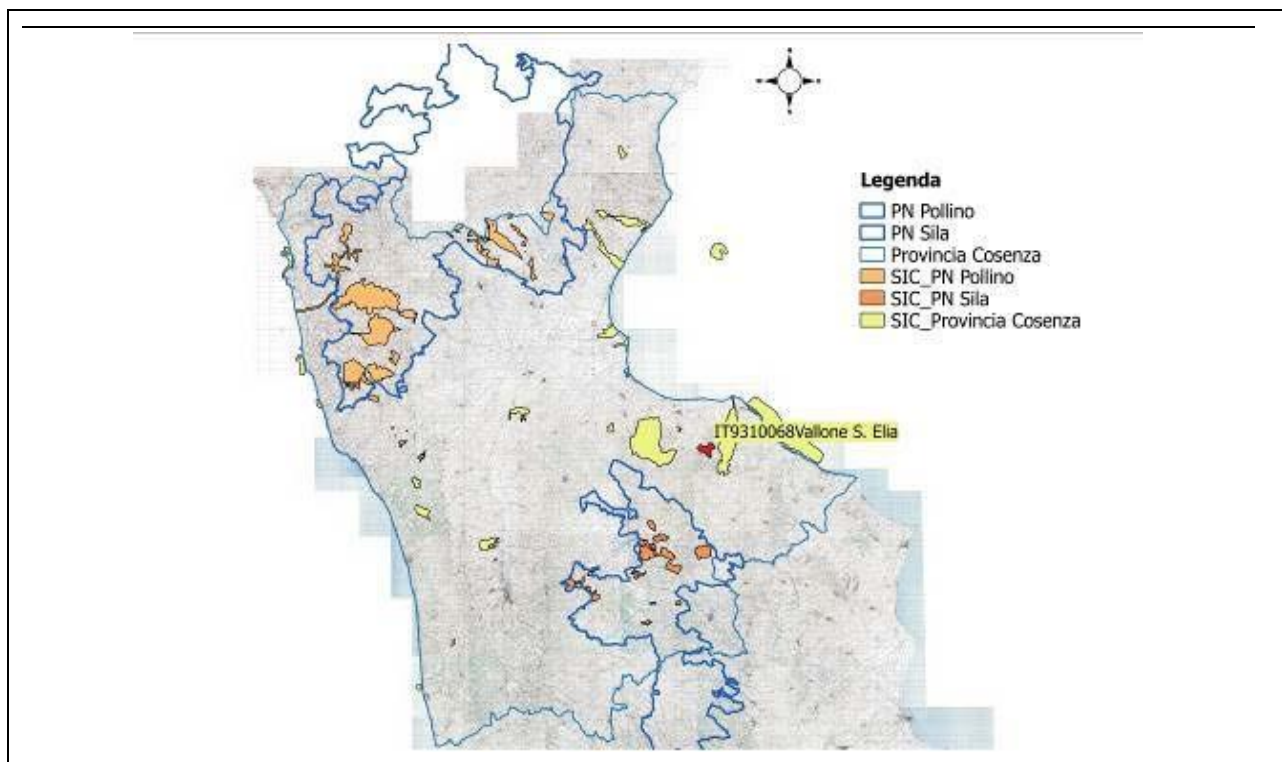 Legenda
PN Pollino
PN Sila
Provincia Cosenza
SIC_PN Pollino
SIC_PN Sila
SIC_Provincia Cosenza
IT9310068Vallone S. Elia